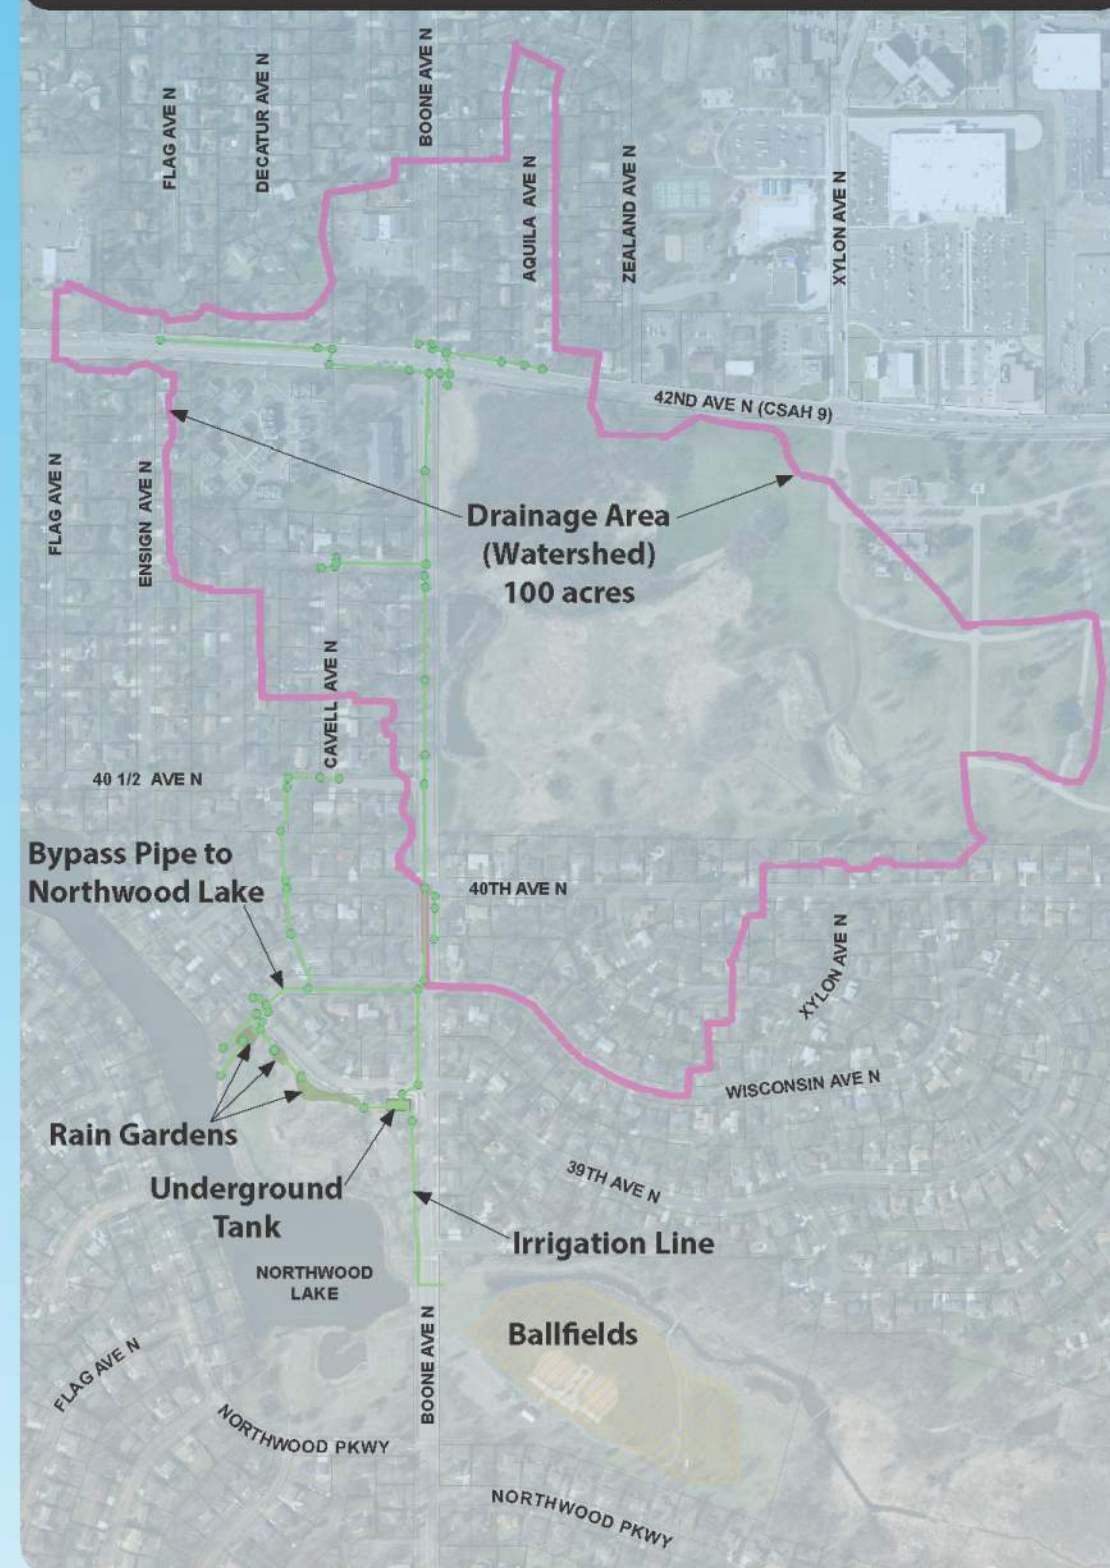 BOONE AVE N
DECATUR AVE N
FLAG AVE N
AQUILA AVE N
ZEALAND AVE N
XYLON AVE N
42ND AVE N (CSAH 9)
FLAG AVE N
ENSIGN AVE N
Drainage Area
(Watershed)
100 acres
CAVELL AVE N
40 1/2 AVE N
Bypass Pipe to
Northwood Lake
40TH AVE N
XYLON AVE N
WISCONSIN AVE N
Rain Gardens
39TH AVE N
Underground
Tank
Irrigation Line
NORTHWOOD
LAKE
BOONE AVE N
Ballfields
FLAG AVE N
NORTHWOOD PKWY
NORTHWOOD PKWY